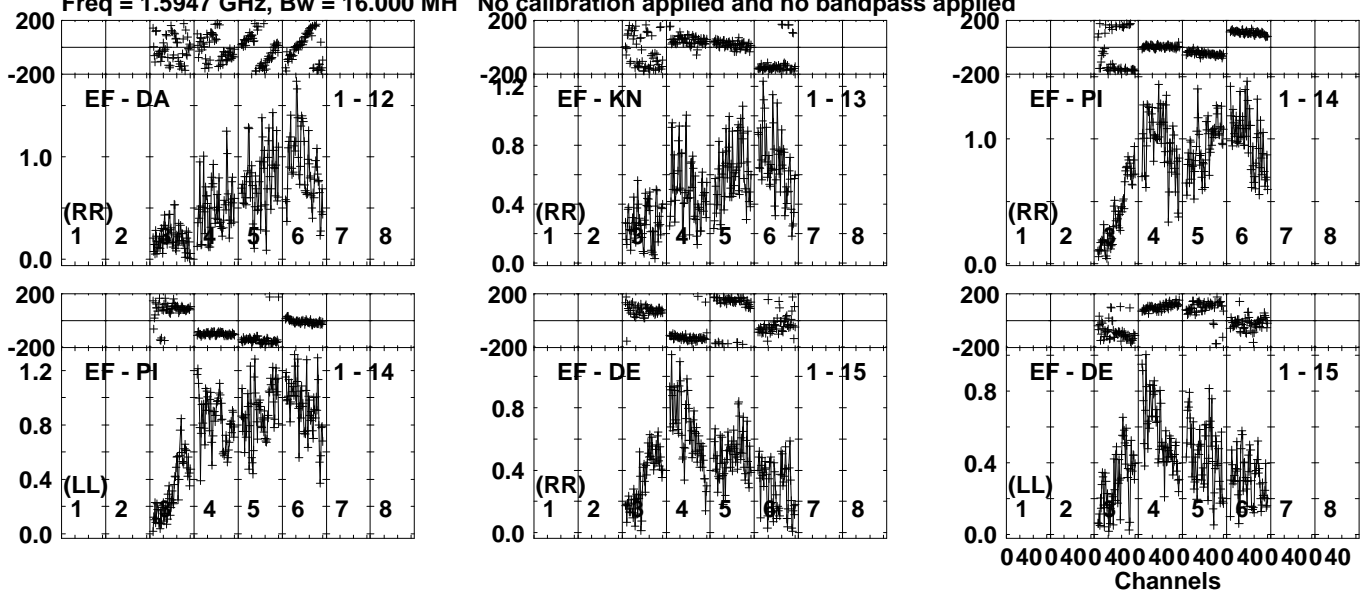 Freq = 1.5947 GHz, Bw = 16.000 MH No calibration applied and no bandpass applied
200
-200
EF - DA 1 - 12
1.0
(RR)
1 2 3 4 5 6 7 8
0.0
200
-200
1.2
EF - KN 1 - 13
0.8
0.4
(RR)
1 2 3 4 5 6 7 8
0.0
200
-200
EF - PI 1 - 14
1.0
(RR)
1 2 3 4 5 6 7 8
0.0
200
-200
EF - PI 1 - 14
1.2
0.8
0.4
(LL)
1 2 3 4 5 6 7 8
0.0
200
-200
EF - DE 1 - 15
0.8
0.4
(RR)
1 2 3 4 5 6 7 8
0.0
200
-200
EF - DE 1 - 15
0.8
0.4
(LL)
1 2 3 4 5 6 7 8
0.0
0 40 0 40 0 40 0 40 0 40 0 40 0 40 0 40
Channels